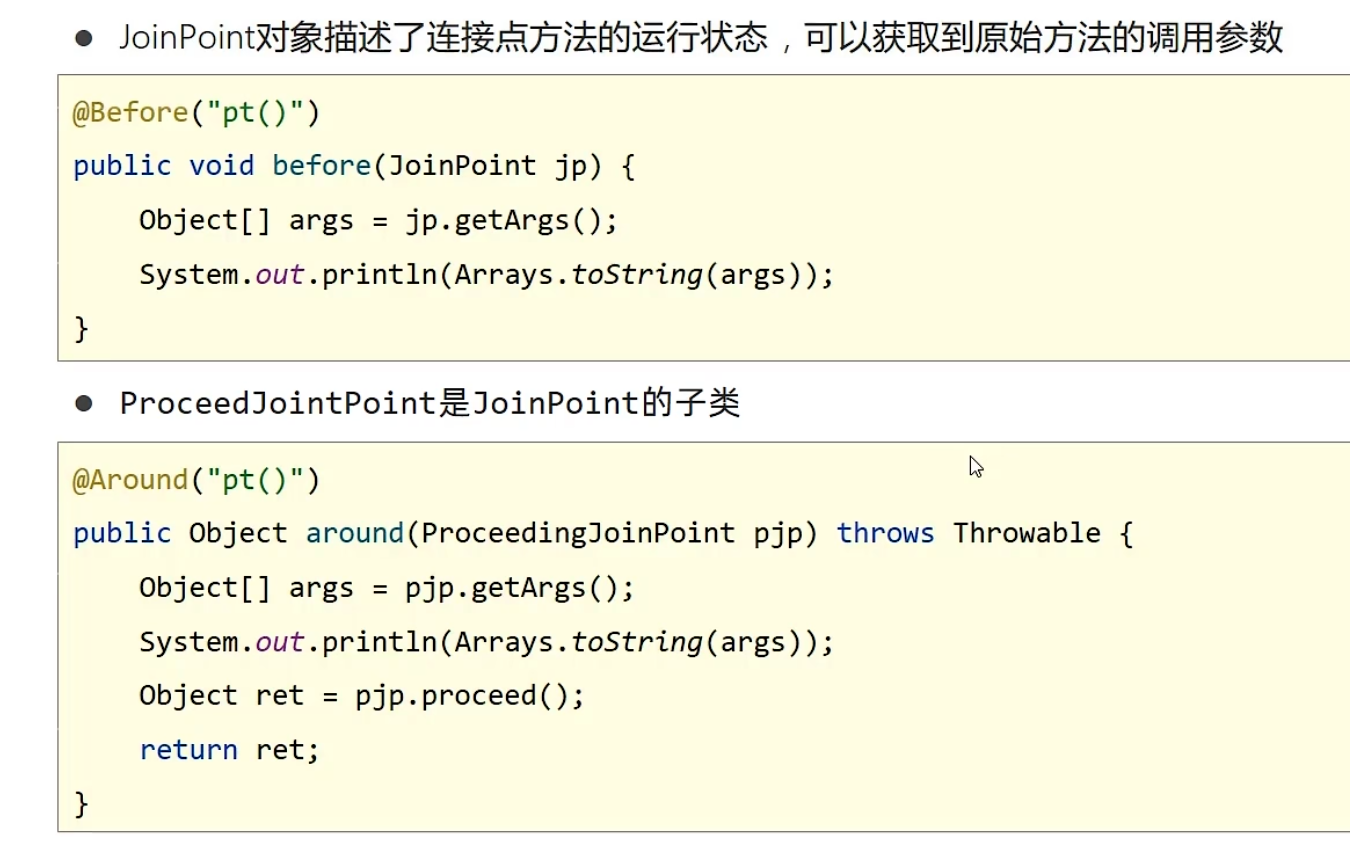 ● JoinPoint对象描述了连接点方法的运行状态，可以获取到原始方法的调用参数
@Before("pt()")
public void before(JoinPoint jp) {
    Object[] args = jp.getArgs();
    System.out.println(Arrays.toString(args));
}
● ProceedJointPoint是JoinPoint的子类
@Around("pt()")
public Object around(ProceedingJoinPoint pjp) throws Throwable {
    Object[] args = pjp.getArgs();
    System.out.println(Arrays.toString(args));
    Object ret = pjp.proceed();
    return ret;
}